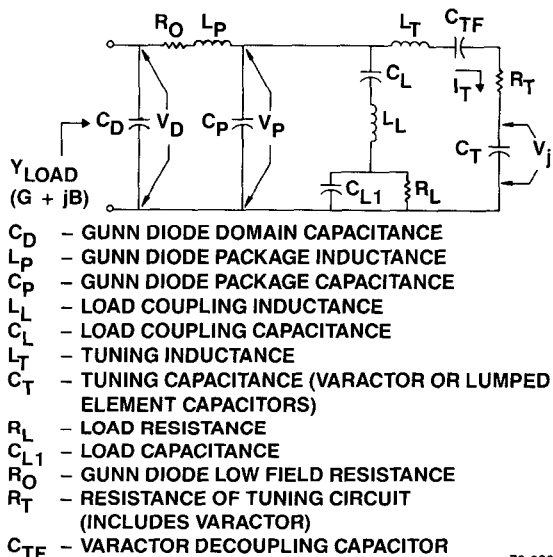 R_O L_P
L_T C_TF
C_L
I_T R_T
L_L
C_D V_D C_P V_P
C_T V_j
Y_LOAD
(G + jB)
C_L1 R_L
C_D – GUNN DIODE DOMAIN CAPACITANCE
L_P – GUNN DIODE PACKAGE INDUCTANCE
C_P – GUNN DIODE PACKAGE CAPACITANCE
L_L – LOAD COUPLING INDUCTANCE
C_L – LOAD COUPLING CAPACITANCE
L_T – TUNING INDUCTANCE
C_T – TUNING CAPACITANCE (VARACTOR OR LUMPED
ELEMENT CAPACITORS)
R_L – LOAD RESISTANCE
C_L1 – LOAD CAPACITANCE
R_O – GUNN DIODE LOW FIELD RESISTANCE
R_T – RESISTANCE OF TUNING CIRCUIT
(INCLUDES VARACTOR)
C_TF – VARACTOR DECOUPLING CAPACITOR